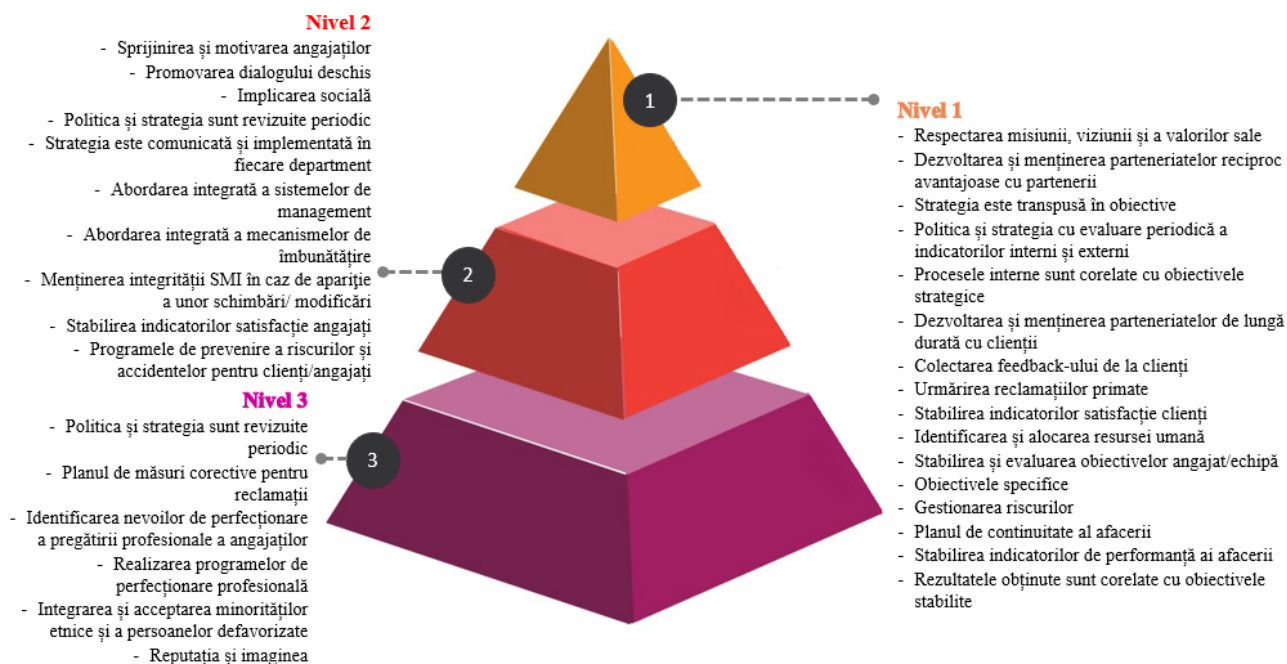 Nivel 2
- Sprijinirea și motivarea angajaților
- Promovarea dialogului deschis
- Implicarea socială
- Politica și strategia sunt revizuite periodic
- Strategia este comunicată și implementată în
fiecare department
- Abordarea integrată a sistemelor de
management
- Abordarea integrată a mecanismelor de
îmbunătățire
- Menținerea integrității SMI în caz de apariție
a unor schimbări/ modificări
- Stabilirea indicatorilor satisfacție angajați
- Programele de prevenire a riscurilor și
accidentelor pentru clienți/angajați
Nivel 3
- Politica și strategia sunt revizuite
periodic
- Planul de măsuri corective pentru
reclamații
- Identificarea nevoilor de perfecționare
a pregătirii profesionale a angajaților
- Realizarea programelor de
perfecționare profesională
- Integrarea și acceptarea minorităților
etnice și a persoanelor defavorizate
- Reputația și imaginea
1
2
3
Nivel 1
- Respectarea misiunii, viziunii și a valorilor sale
- Dezvoltarea și menținerea parteneriatelor reciproc
avantajoase cu partenerii
- Strategia este transpusă în obiective
- Politica și strategia cu evaluare periodică a
indicatorilor interni și externi
- Procesele interne sunt corelate cu obiectivele
strategice
- Dezvoltarea și menținerea parteneriatelor de lungă
durată cu clienții
- Colectarea feedback-ului de la clienți
- Urmărirea reclamațiilor primate
- Stabilirea indicatorilor satisfacție clienți
- Identificarea și alocarea resursei umană
- Stabilirea și evaluarea obiectivelor angajat/echipă
- Obiectivele specifice
- Gestionarea riscurilor
- Planul de continuitate al afacerii
- Stabilirea indicatorilor de performanță ai afacerii
- Rezultatele obținute sunt corelate cu obiectivele
stabilite